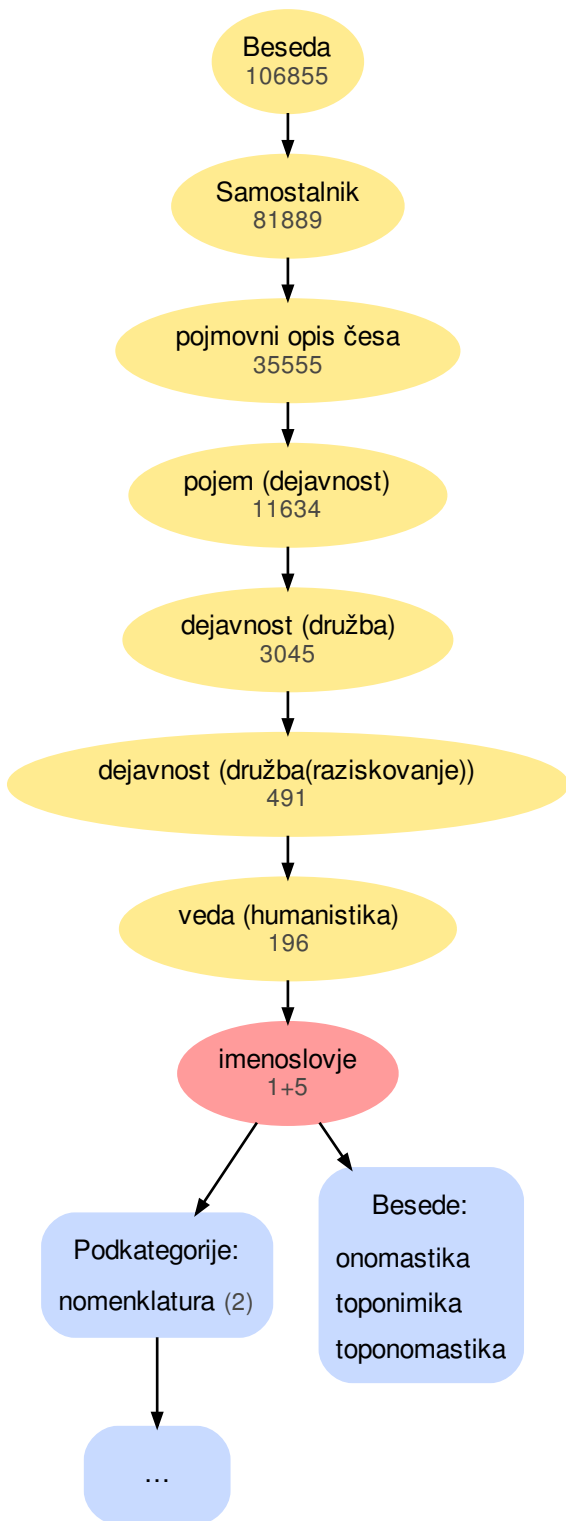 Beseda
106855
Samostalnik
81889
pojmovni opis česa
35555
pojem (dejavnost)
11634
dejavnost (družba)
3045
dejavnost (družba(raziskovanje))
491
veda (humanistika)
196
imenoslovje
1+5
Podkategorije:
nomenklatura (2)
Besede:
onomastika
toponimika
toponomastika
…